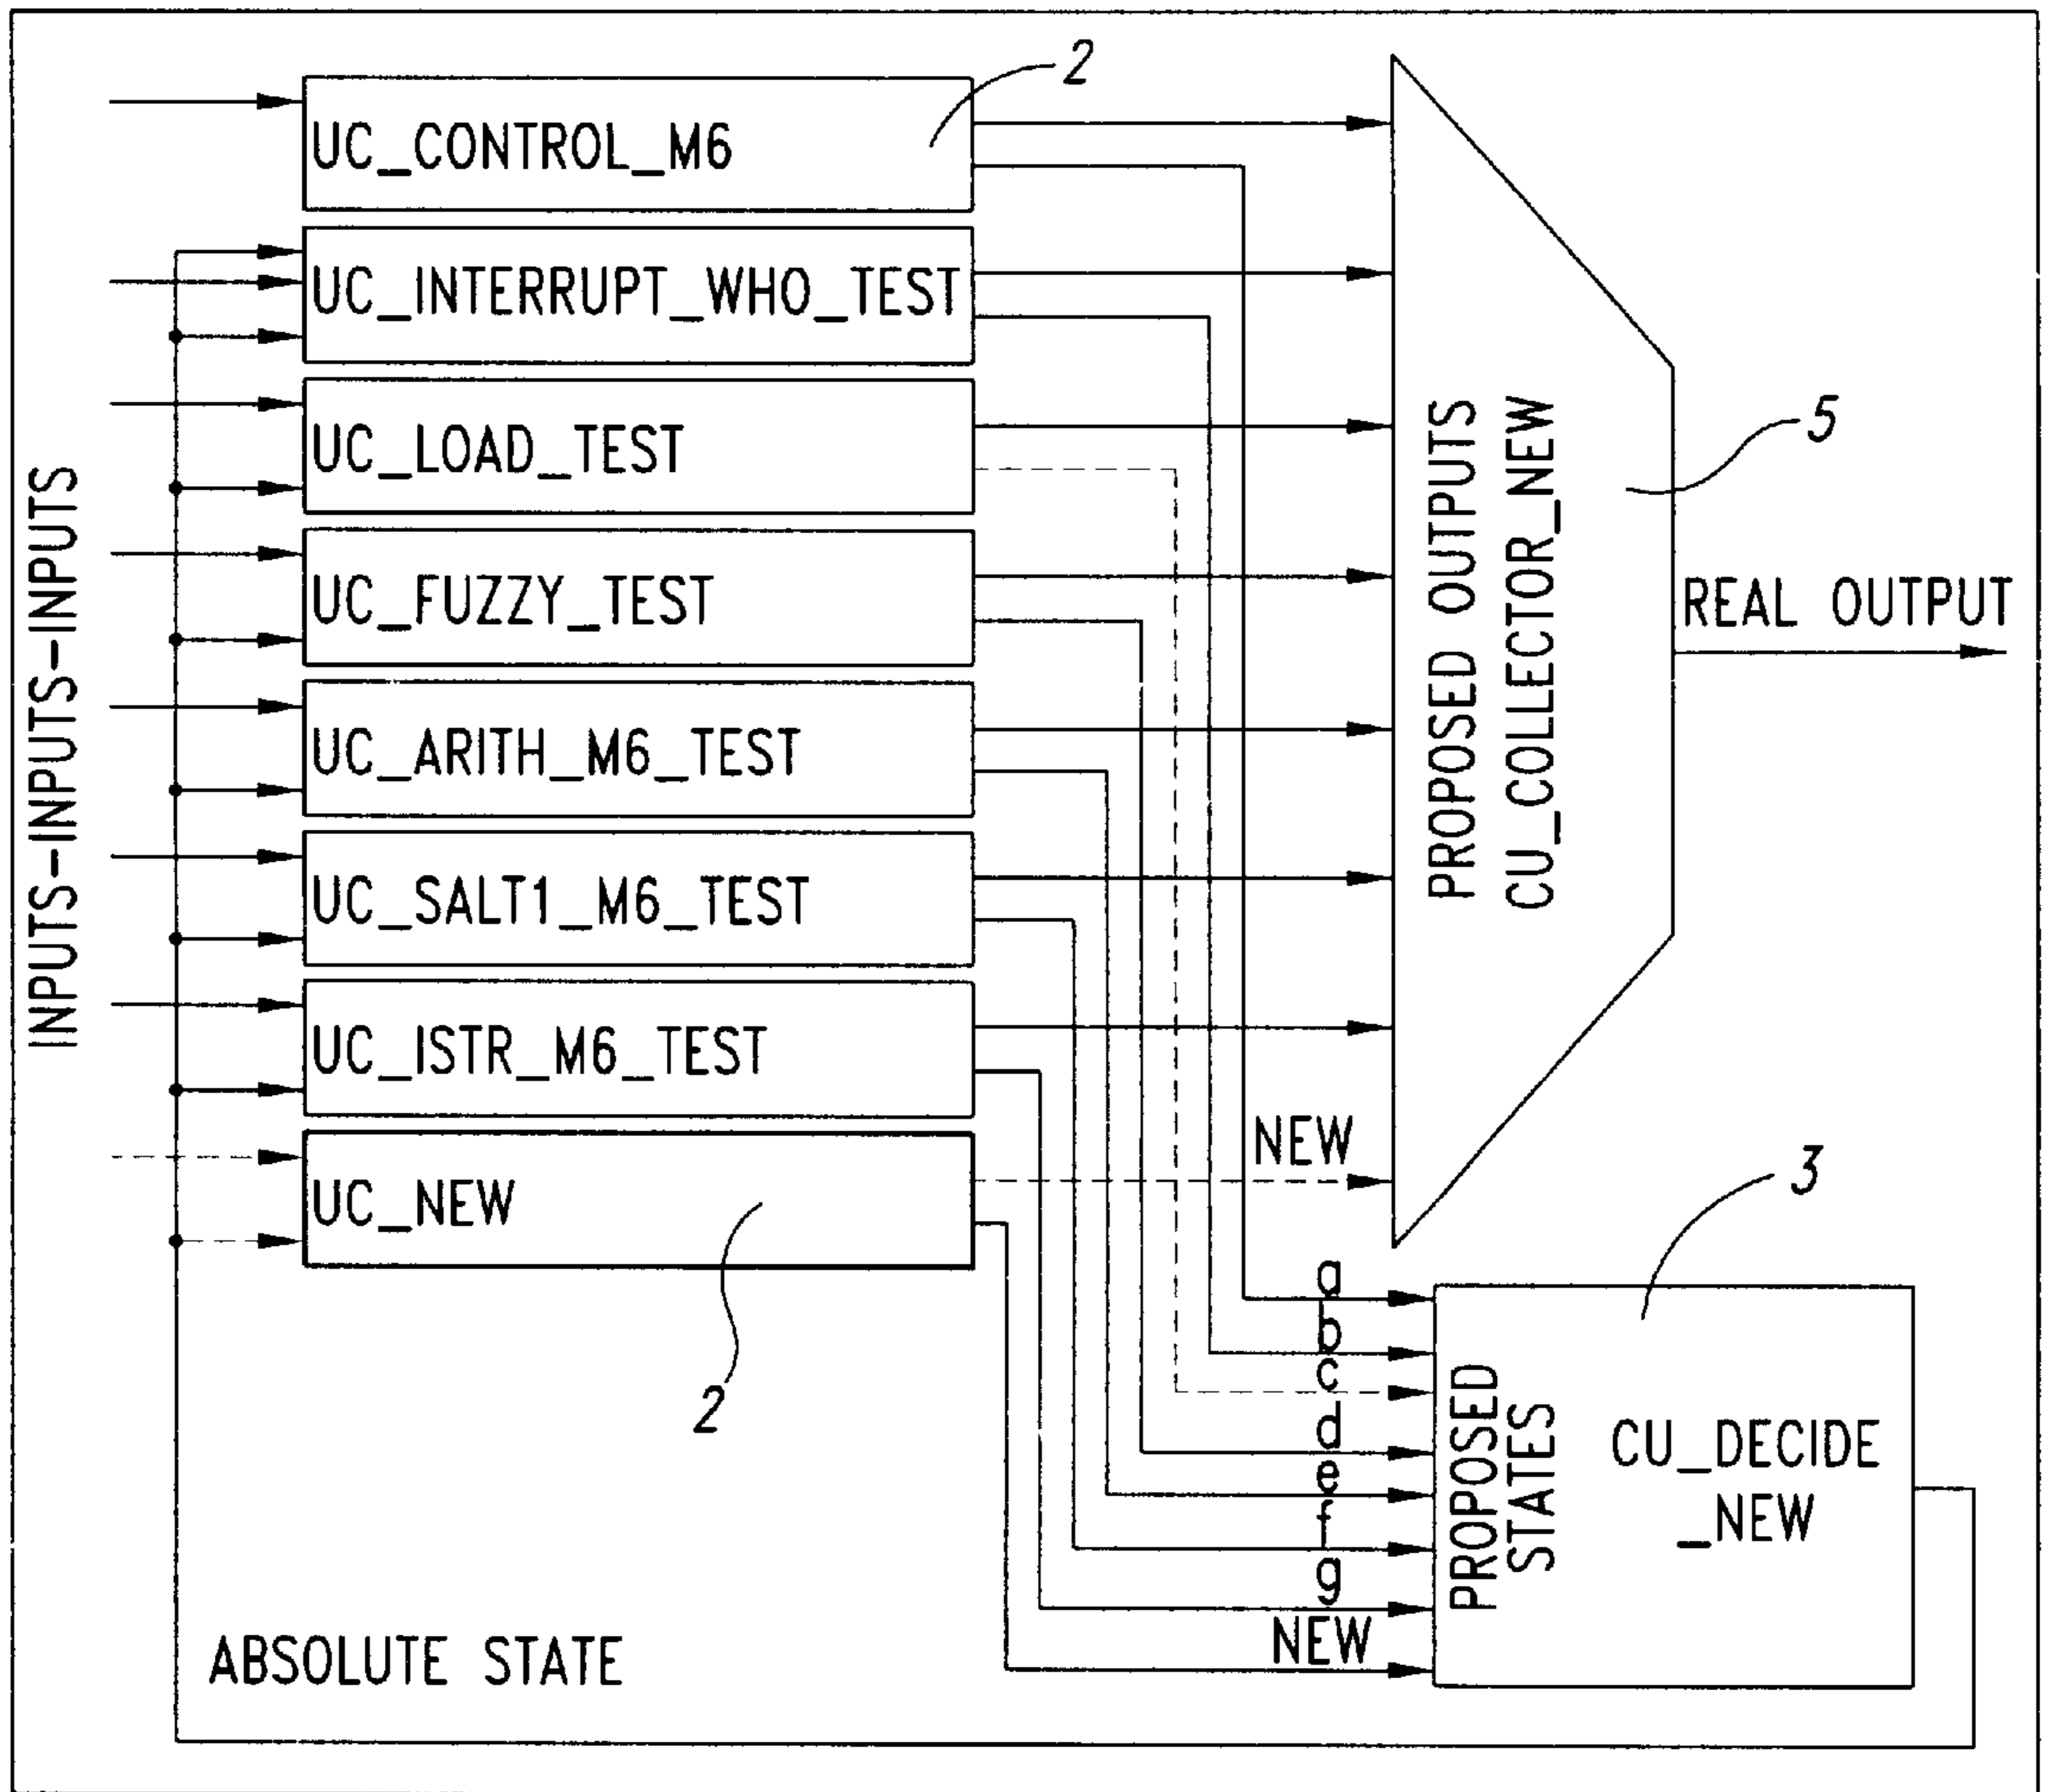 2
UC_CONTROL_M6
UC_INTERRUPT_WHO_TEST
UC_LOAD_TEST
UC_FUZZY_TEST
UC_ARITH_M6_TEST
UC_SALT1_M6_TEST
UC_ISTR_M6_TEST
UC_NEW
2
INPUTS-INPUTS-INPUTS
PROPOSED OUTPUTS
CU_COLLECTOR_NEW
5
REAL OUTPUT
NEW
3
a
b
c
d
e
f
g
NEW
PROPOSED
STATES
CU_DECIDE
_NEW
ABSOLUTE STATE